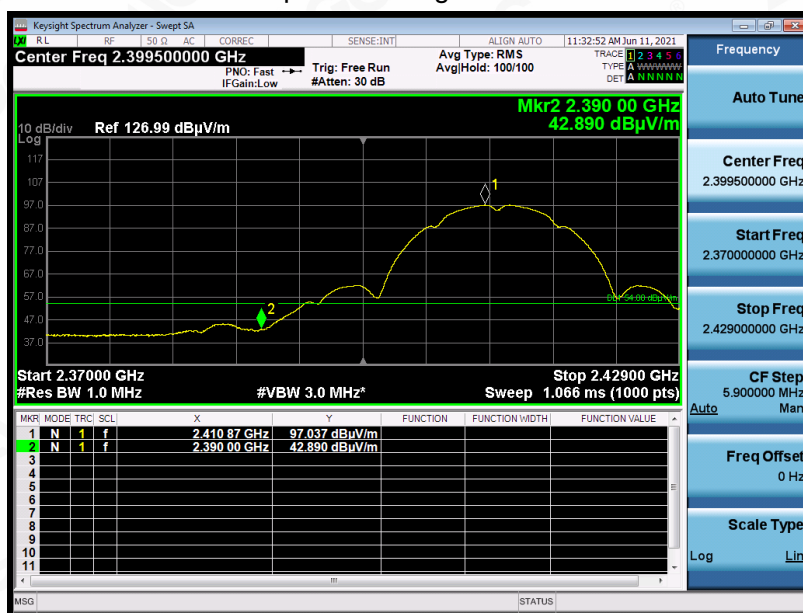 Keysight Spectrum Analyzer - Swept SA
LXI RL RF 50 Ω AC CORREC SENSE:INT ALIGN AUTO 11:32:52 AM Jun 11, 2021
Center Freq 2.399500000 GHz
PNO: Fast
IFGain:Low
Trig: Free Run
#Atten: 30 dB
Avg Type: RMS
Avg|Hold: 100/100
TRACE 1 2 3 4 5 6
TYPE A WWWWW
DET A N N N N N
Mkr2 2.390 00 GHz
42.890 dBµV/m
10 dB/div Ref 126.99 dBµV/m
Log
117
107
97.0
87.0
77.0
67.0
57.0
47.0
37.0
1
2
Start 2.37000 GHz Stop 2.42900 GHz
#Res BW 1.0 MHz #VBW 3.0 MHz* Sweep 1.066 ms (1000 pts)
MKR MODE TRC SCL X Y FUNCTION FUNCTION WIDTH FUNCTION VALUE
1 N 1 f 2.410 87 GHz 97.037 dBµV/m
2 N 1 f 2.390 00 GHz 42.890 dBµV/m
3
4
5
6
7
8
9
10
11
MSG STATUS
Frequency
Auto Tune
Center Freq
2.399500000 GHz
Start Freq
2.370000000 GHz
Stop Freq
2.429000000 GHz
CF Step
5.900000 MHz
Auto Man
Freq Offset
0 Hz
Scale Type
Log Lin